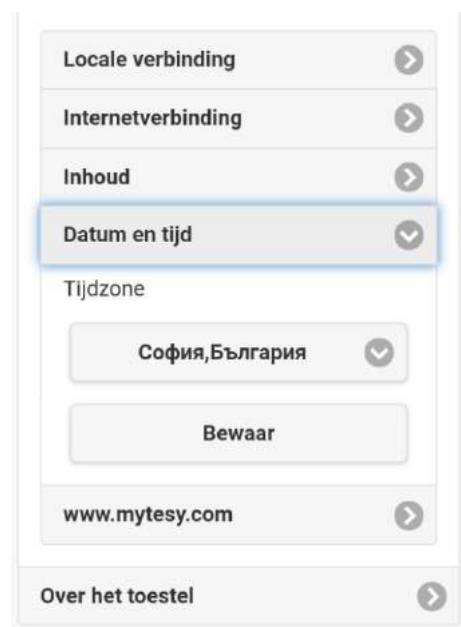 Locale verbinding
Internetverbinding
Inhoud
Datum en tijd
Tijdzone
София,България
Bewaar
www.mytesy.com
Over het toestel